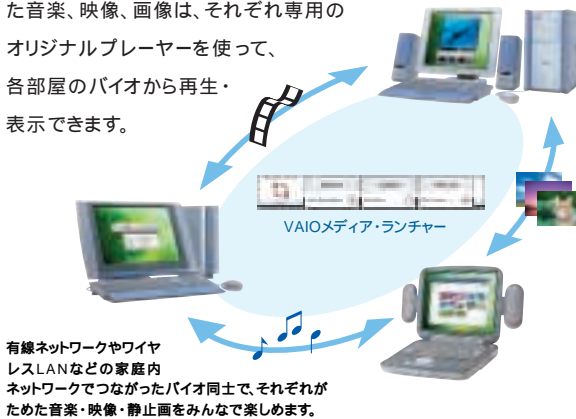 た音楽、映像、画像は、それぞれ専用の
オリジナルプレーヤーを使って、
各部屋のバイオから再生・
表示できます。
VAIOメディア・ランチャー
有線ネットワークやワイヤ
レスLANなどの家庭内
ネットワークでつながったバイオ同士で、それぞれが
ためた音楽・映像・静止画をみんなで楽しめます。